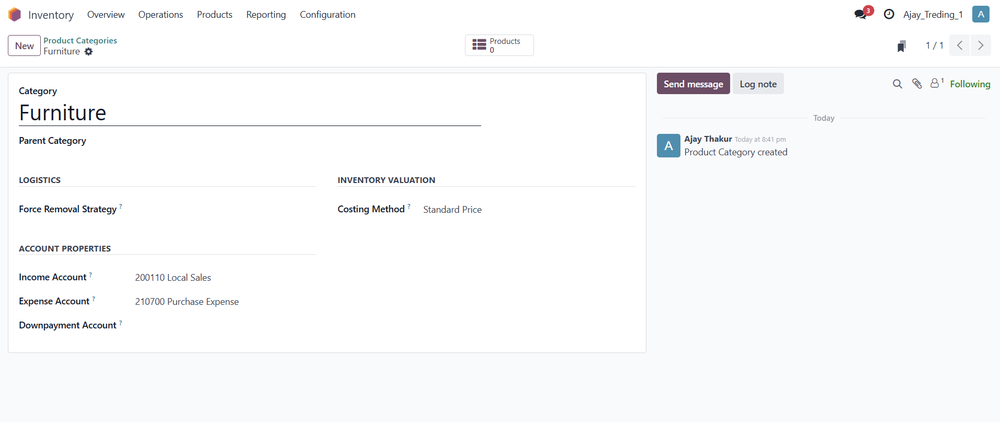 Inventory Overview Operations Products Reporting Configuration 3 Ajay_Treding_1 A
New Product Categories
Furniture
Products
0
1 / 1
Category
Furniture
Parent Category
LOGISTICS
Force Removal Strategy ?
INVENTORY VALUATION
Costing Method ? Standard Price
ACCOUNT PROPERTIES
Income Account ? 200110 Local Sales
Expense Account ? 210700 Purchase Expense
Downpayment Account ?
Send message Log note 1 Following
Today
A Ajay Thakur Today at 8:41 pm
Product Category created